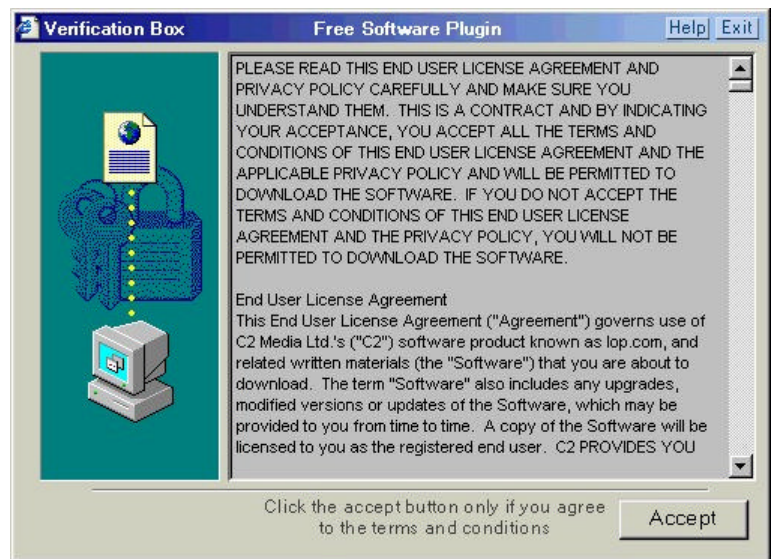 Verification Box Free Software Plugin Help Exit
PLEASE READ THIS END USER LICENSE AGREEMENT AND
PRIVACY POLICY CAREFULLY AND MAKE SURE YOU
UNDERSTAND THEM. THIS IS A CONTRACT AND BY INDICATING
YOUR ACCEPTANCE, YOU ACCEPT ALL THE TERMS AND
CONDITIONS OF THIS END USER LICENSE AGREEMENT AND THE
APPLICABLE PRIVACY POLICY AND WILL BE PERMITTED TO
DOWNLOAD THE SOFTWARE. IF YOU DO NOT ACCEPT THE
TERMS AND CONDITIONS OF THIS END USER LICENSE
AGREEMENT AND THE PRIVACY POLICY, YOU WILL NOT BE
PERMITTED TO DOWNLOAD THE SOFTWARE.
End User License Agreement
This End User License Agreement ("Agreement") governs use of
C2 Media Ltd.'s ("C2") software product known as lop.com, and
related written materials (the "Software") that you are about to
download. The term "Software" also includes any upgrades,
modified versions or updates of the Software, which may be
provided to you from time to time. A copy of the Software will be
licensed to you as the registered end user. C2 PROVIDES YOU
Click the accept button only if you agree
to the terms and conditions
Accept